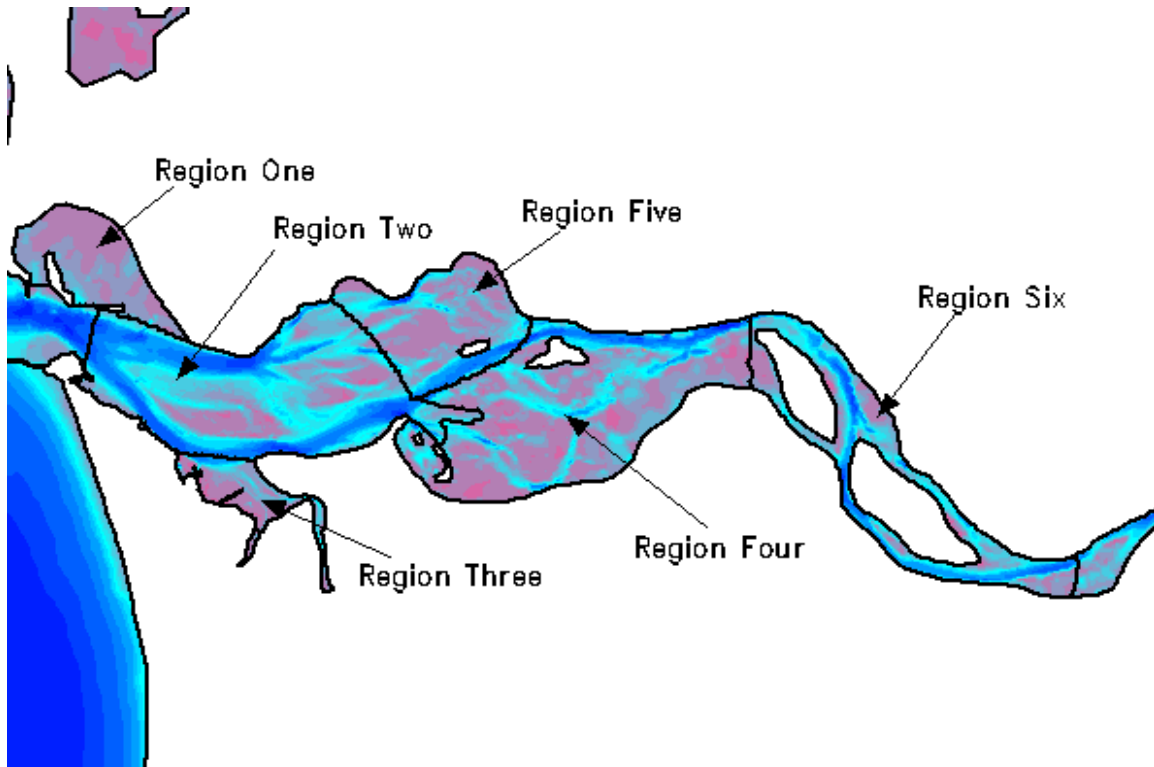 Region One
Region Five
Region Two
Region Six
Region Four
Region Three